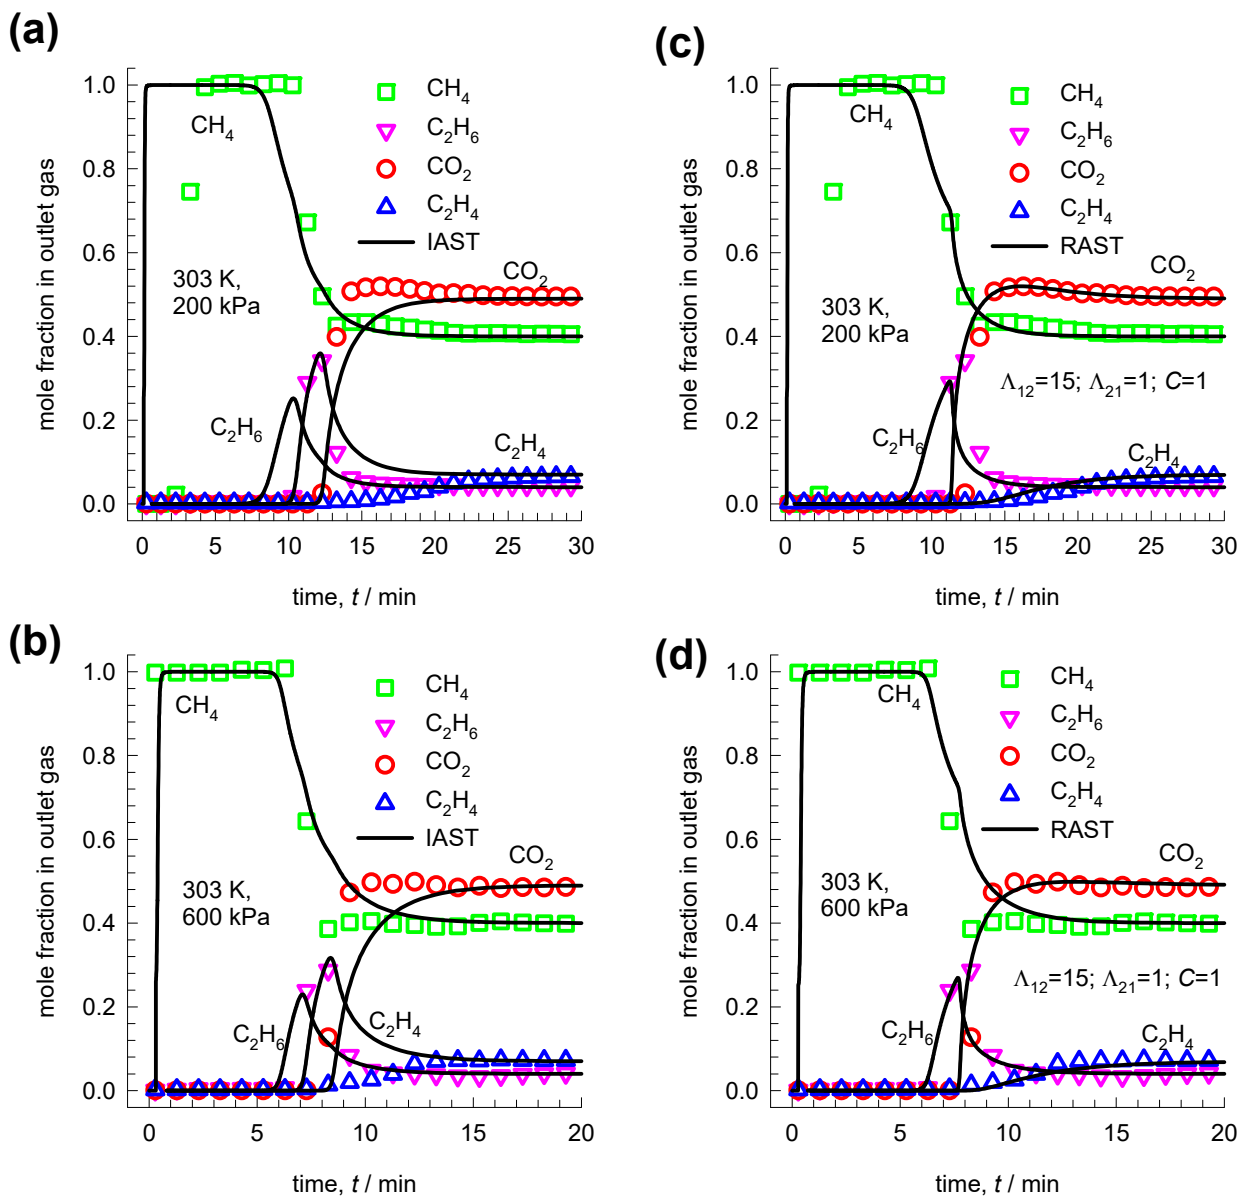 (a)
mole fraction in outlet gas
1.0
0.8
0.6
0.4
0.2
0.0
CH4
C2H6
CO2
C2H4
IAST
CH4
303 K,
200 kPa
CO2
C2H6
C2H4
0 5 10 15 20 25 30
time, t / min
(c)
mole fraction in outlet gas
1.0
0.8
0.6
0.4
0.2
0.0
CH4
C2H6
CO2
C2H4
RAST
CH4
303 K,
200 kPa
CO2
Λ12=15; Λ21=1; C=1
C2H6
C2H4
0 5 10 15 20 25 30
time, t / min
(b)
mole fraction in outlet gas
1.0
0.8
0.6
0.4
0.2
0.0
CH4
C2H6
CO2
C2H4
IAST
CH4
303 K,
600 kPa
CO2
C2H6
C2H4
0 5 10 15 20
time, t / min
(d)
mole fraction in outlet gas
1.0
0.8
0.6
0.4
0.2
0.0
CH4
C2H6
CO2
C2H4
RAST
CH4
303 K,
600 kPa
CO2
Λ12=15; Λ21=1; C=1
C2H6
C2H4
0 5 10 15 20
time, t / min